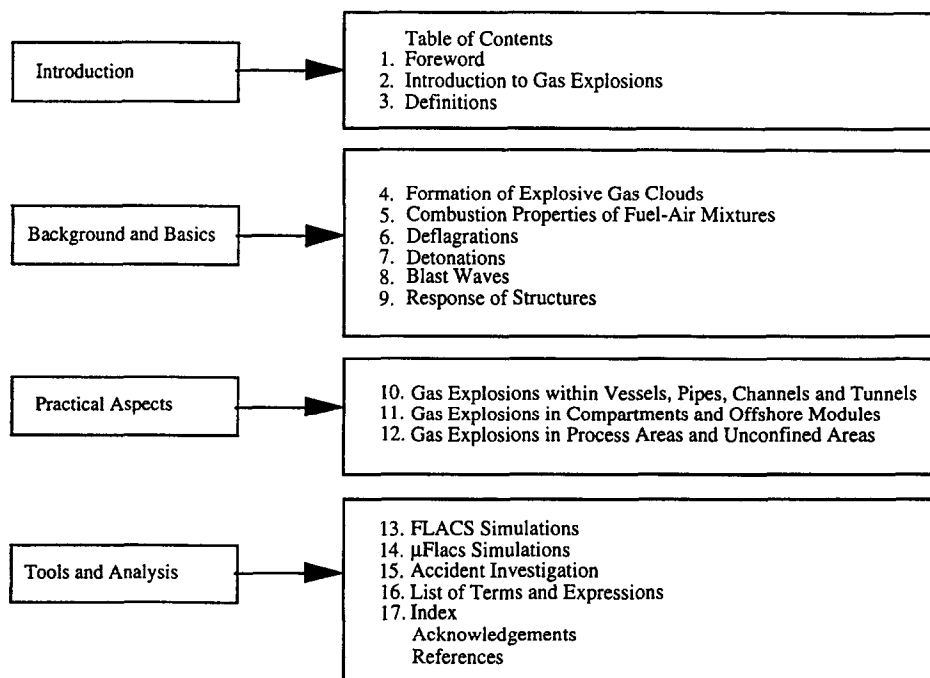 Introduction
Table of Contents
1. Foreword
2. Introduction to Gas Explosions
3. Definitions
Background and Basics
4. Formation of Explosive Gas Clouds
5. Combustion Properties of Fuel-Air Mixtures
6. Deflagrations
7. Detonations
8. Blast Waves
9. Response of Structures
Practical Aspects
10. Gas Explosions within Vessels, Pipes, Channels and Tunnels
11. Gas Explosions in Compartments and Offshore Modules
12. Gas Explosions in Process Areas and Unconfined Areas
Tools and Analysis
13. FLACS Simulations
14. µFlacs Simulations
15. Accident Investigation
16. List of Terms and Expressions
17. Index
Acknowledgements
References